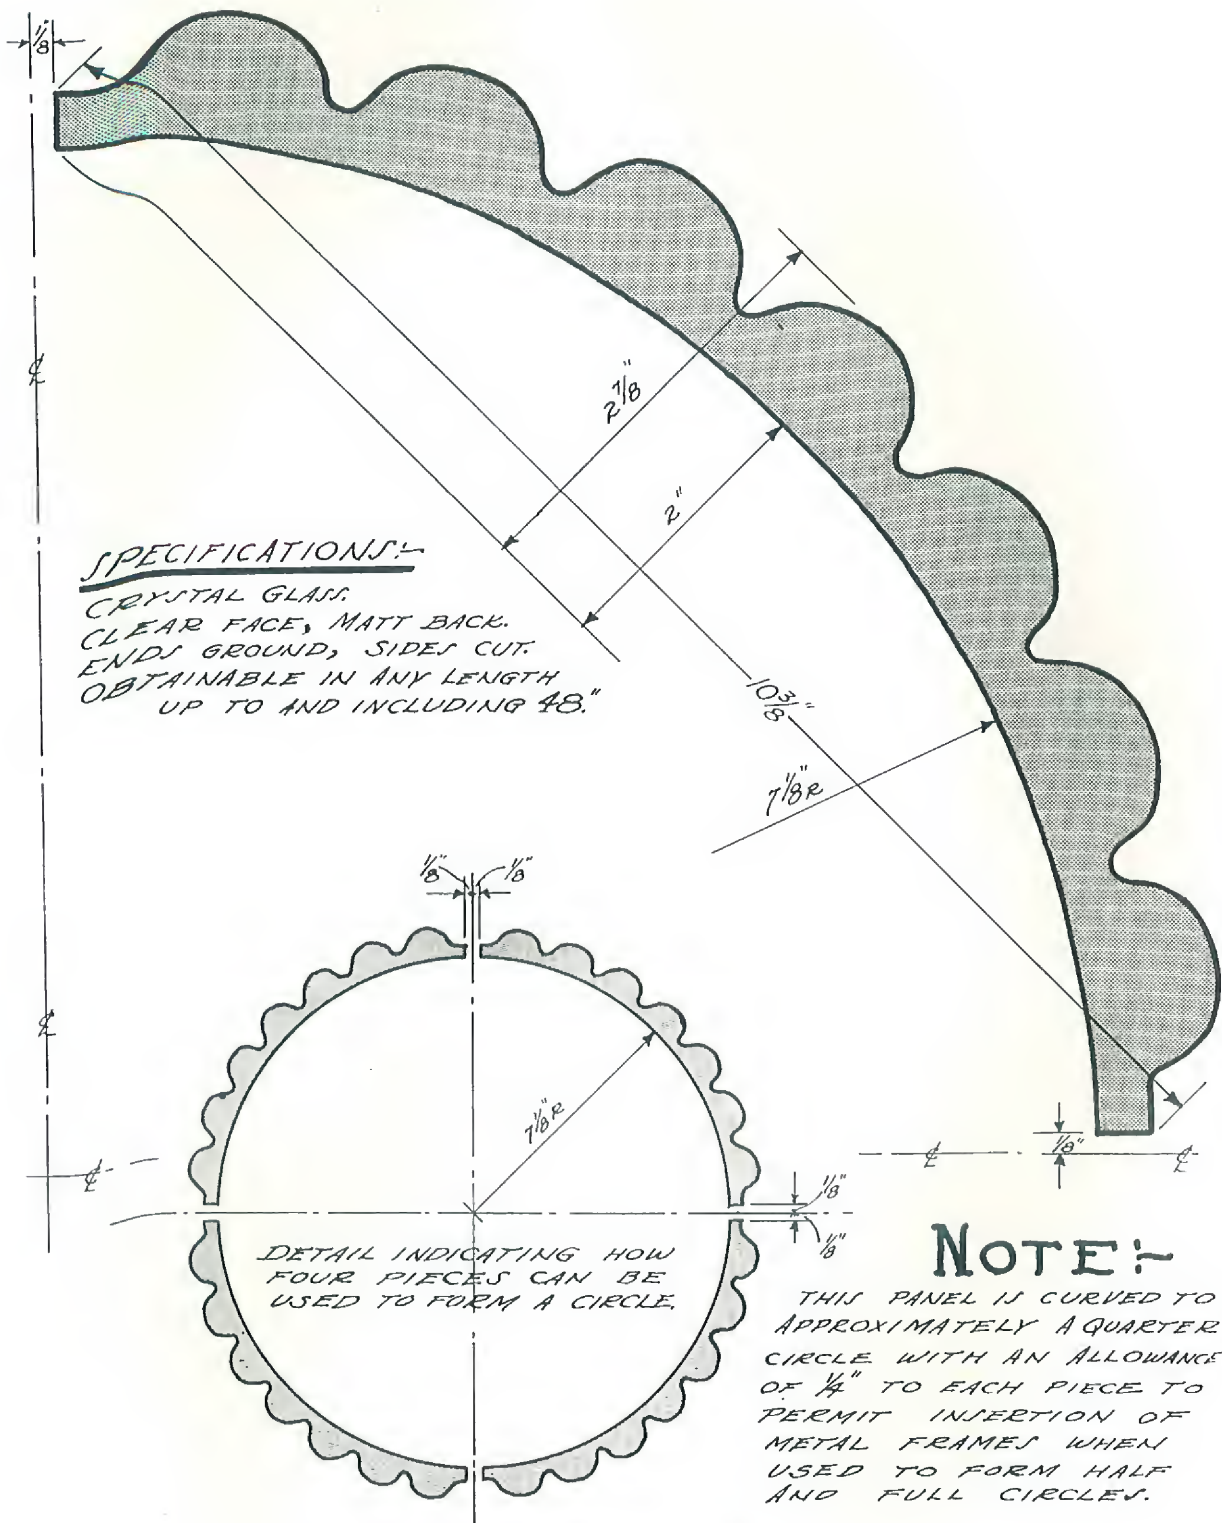 1/8"
℄
2 7/8"
2"
SPECIFICATIONS:-
CRYSTAL GLASS.
CLEAR FACE, MATT BACK.
ENDS GROUND, SIDES CUT.
OBTAINABLE IN ANY LENGTH
UP TO AND INCLUDING 48."
10 3/8"
7 1/8" R
1/8" 1/8"
℄
7 1/8" R
1/8"
℄ ℄
℄
1/8"
1/8"
DETAIL INDICATING HOW
FOUR PIECES CAN BE
USED TO FORM A CIRCLE.
NOTE:-
THIS PANEL IS CURVED TO
APPROXIMATELY A QUARTER
CIRCLE WITH AN ALLOWANCE
OF 1/4" TO EACH PIECE TO
PERMIT INSERTION OF
METAL FRAMES WHEN
USED TO FORM HALF
AND FULL CIRCLES.